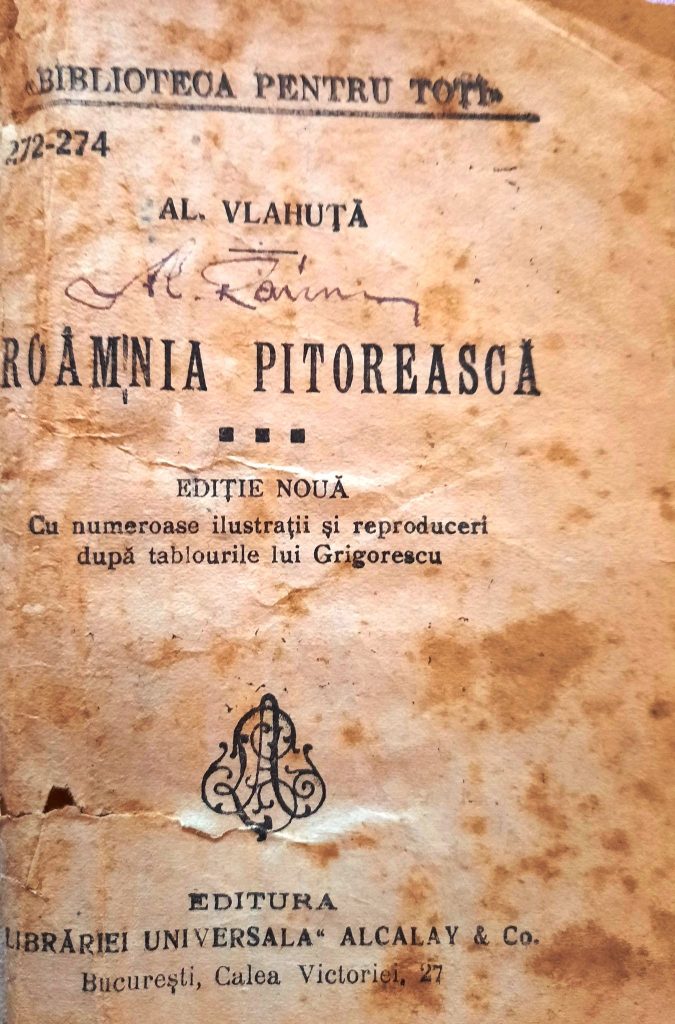 «BIBLIOTECA PENTRU TOȚI»
272-274
AL. VLAHUȚĂ
ROÂMNIA PITOREASCĂ
EDIȚIE NOUĂ
Cu numeroase ilustrații și reproduceri
după tablourile lui Grigorescu
EDITURA
LIBRĂRIEI UNIVERSALA“ ALCALAY & Co.
București, Calea Victoriei, 27